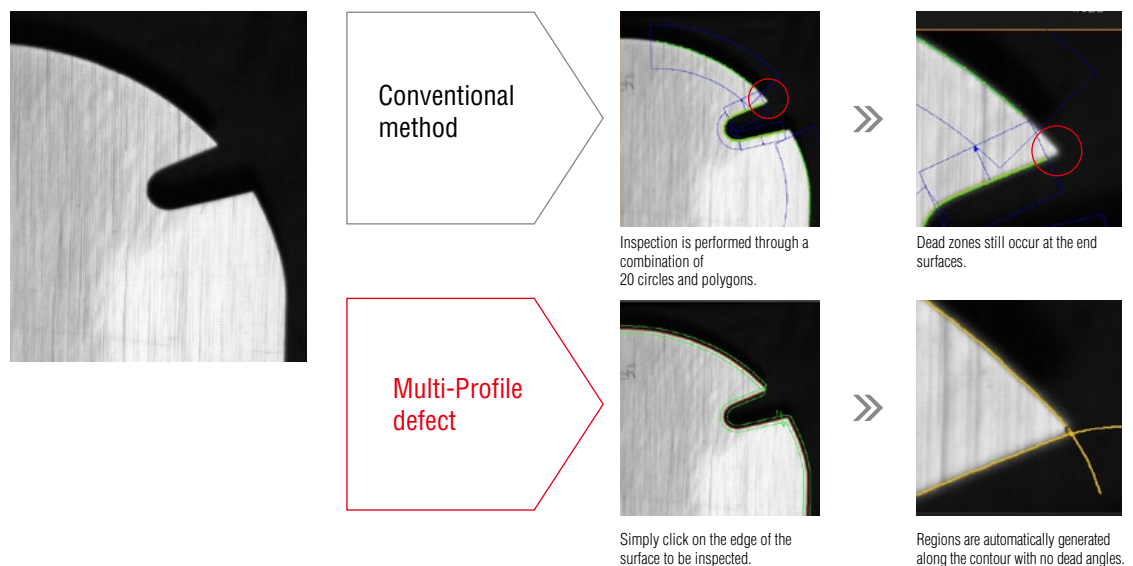 Conventional
method
Inspection is performed through a
combination of
20 circles and polygons.
Dead zones still occur at the end
surfaces.
Multi-Profile
defect
Simply click on the edge of the
surface to be inspected.
Regions are automatically generated
along the contour with no dead angles.